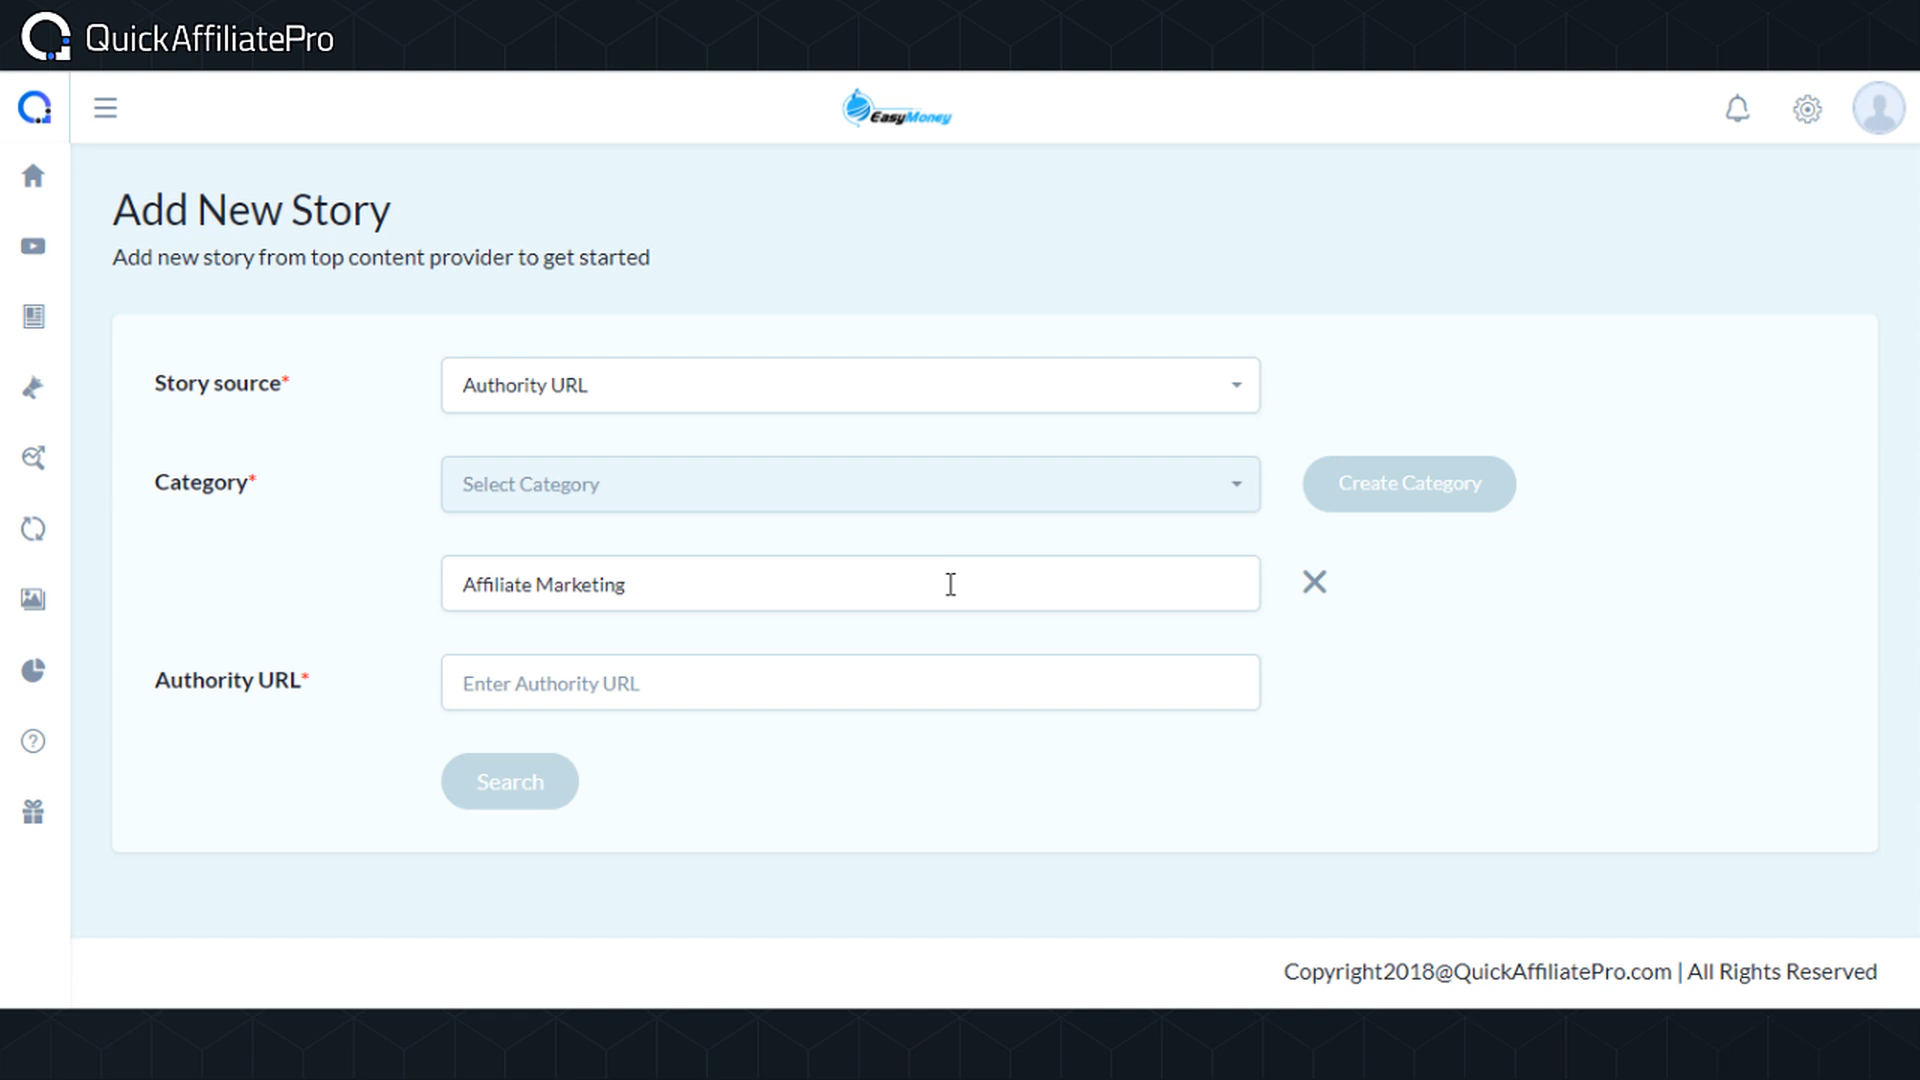 QuickAffiliatePro
EasyMoney
Add New Story
Add new story from top content provider to get started
Story source*
Authority URL
Category*
Select Category
Create Category
Affiliate Marketing
Authority URL*
Enter Authority URL
Search
Copyright2018@QuickAffiliatePro.com | All Rights Reserved